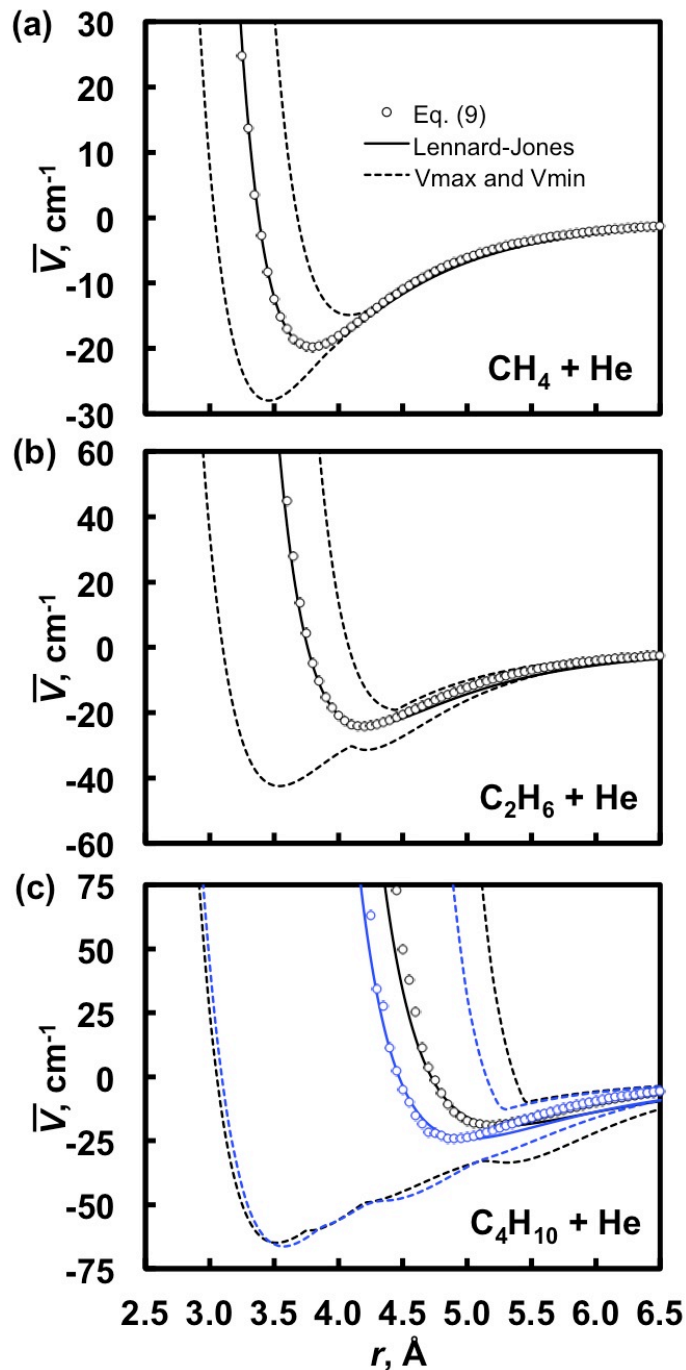 (a)
30
20
10
0
-10
-20
-30
V̅, cm⁻¹
Eq. (9)
Lennard-Jones
Vmax and Vmin
CH₄ + He
(b)
60
40
20
0
-20
-40
-60
V̅, cm⁻¹
C₂H₆ + He
(c)
75
50
25
0
-25
-50
-75
V̅, cm⁻¹
C₄H₁₀ + He
2.5 3.0 3.5 4.0 4.5 5.0 5.5 6.0 6.5
r, Å